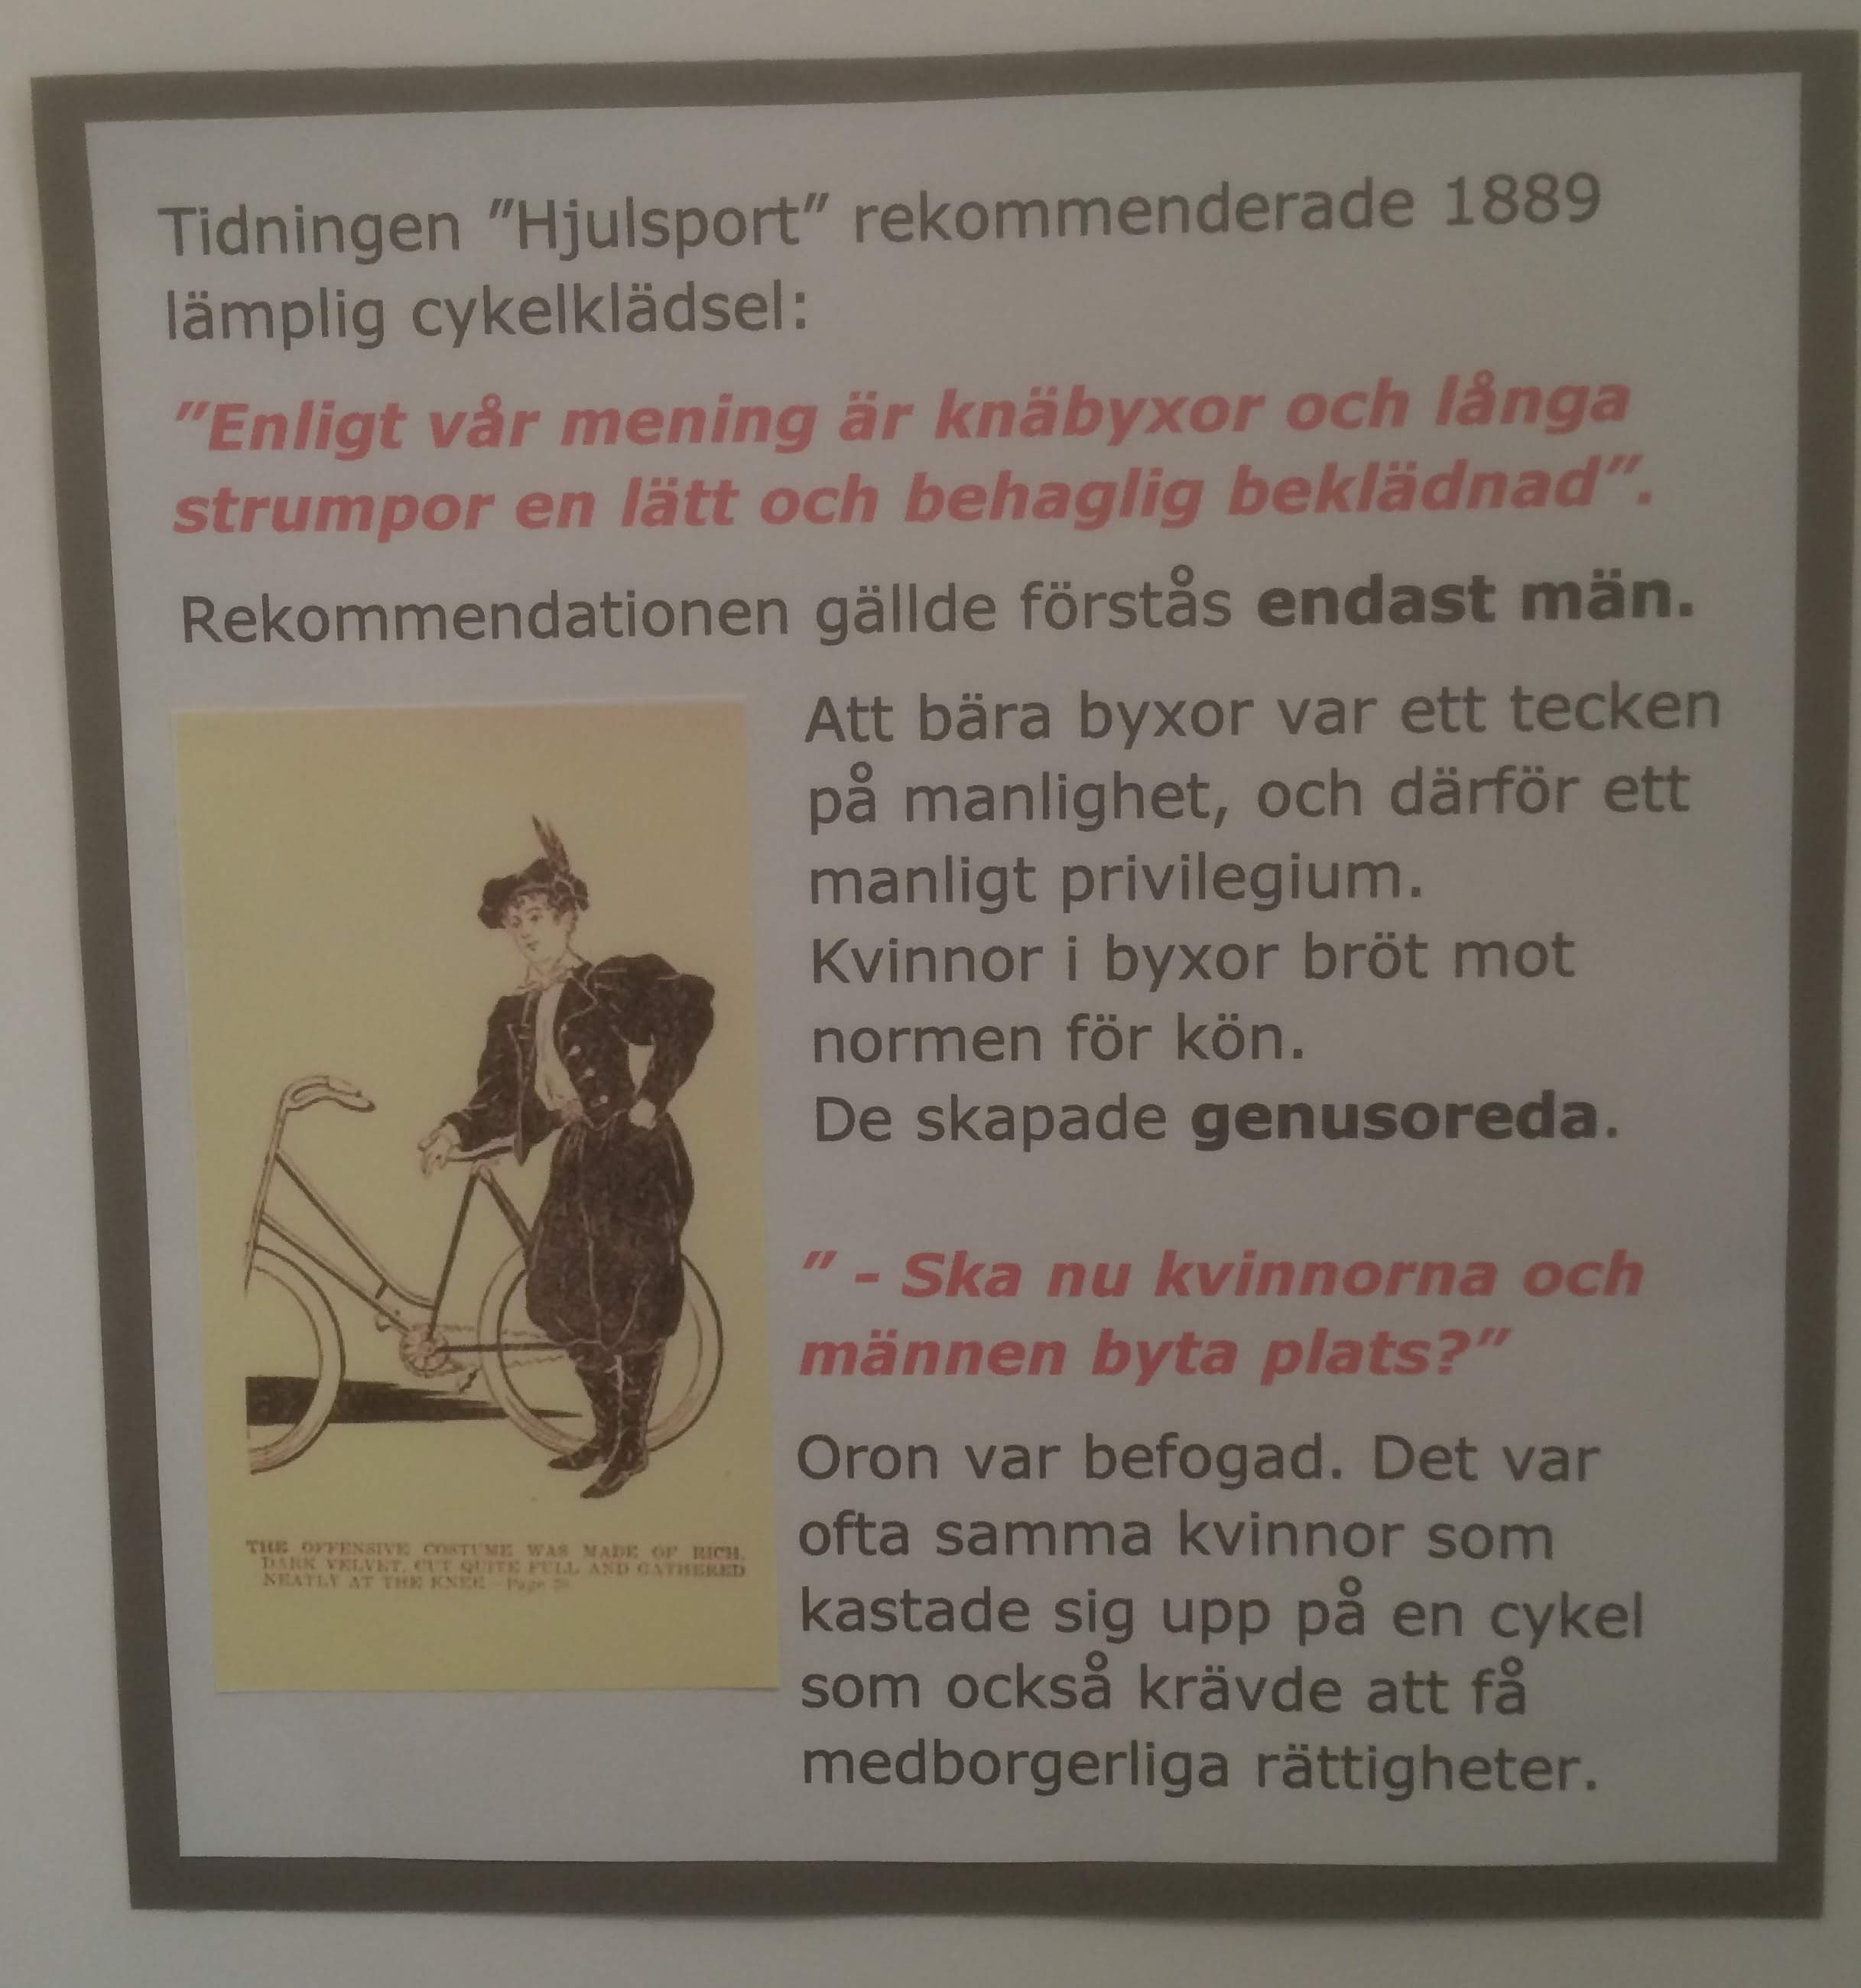 Tidningen ”Hjulsport” rekommenderade 1889
lämplig cykelklädsel:
”Enligt vår mening är knäbyxor och långa
strumpor en lätt och behaglig beklädnad”.
Rekommendationen gällde förstås endast män.
Att bära byxor var ett tecken
på manlighet, och därför ett
manligt privilegium.
Kvinnor i byxor bröt mot
normen för kön.
De skapade genusoreda.
” - Ska nu kvinnorna och
männen byta plats?”
Oron var befogad. Det var
ofta samma kvinnor som
kastade sig upp på en cykel
som också krävde att få
medborgerliga rättigheter.
THE OFFENSIVE COSTUME WAS MADE OF RICH,
DARK VELVET, CUT QUITE FULL, AND GATHERED
NEATLY AT THE KNEE - Page